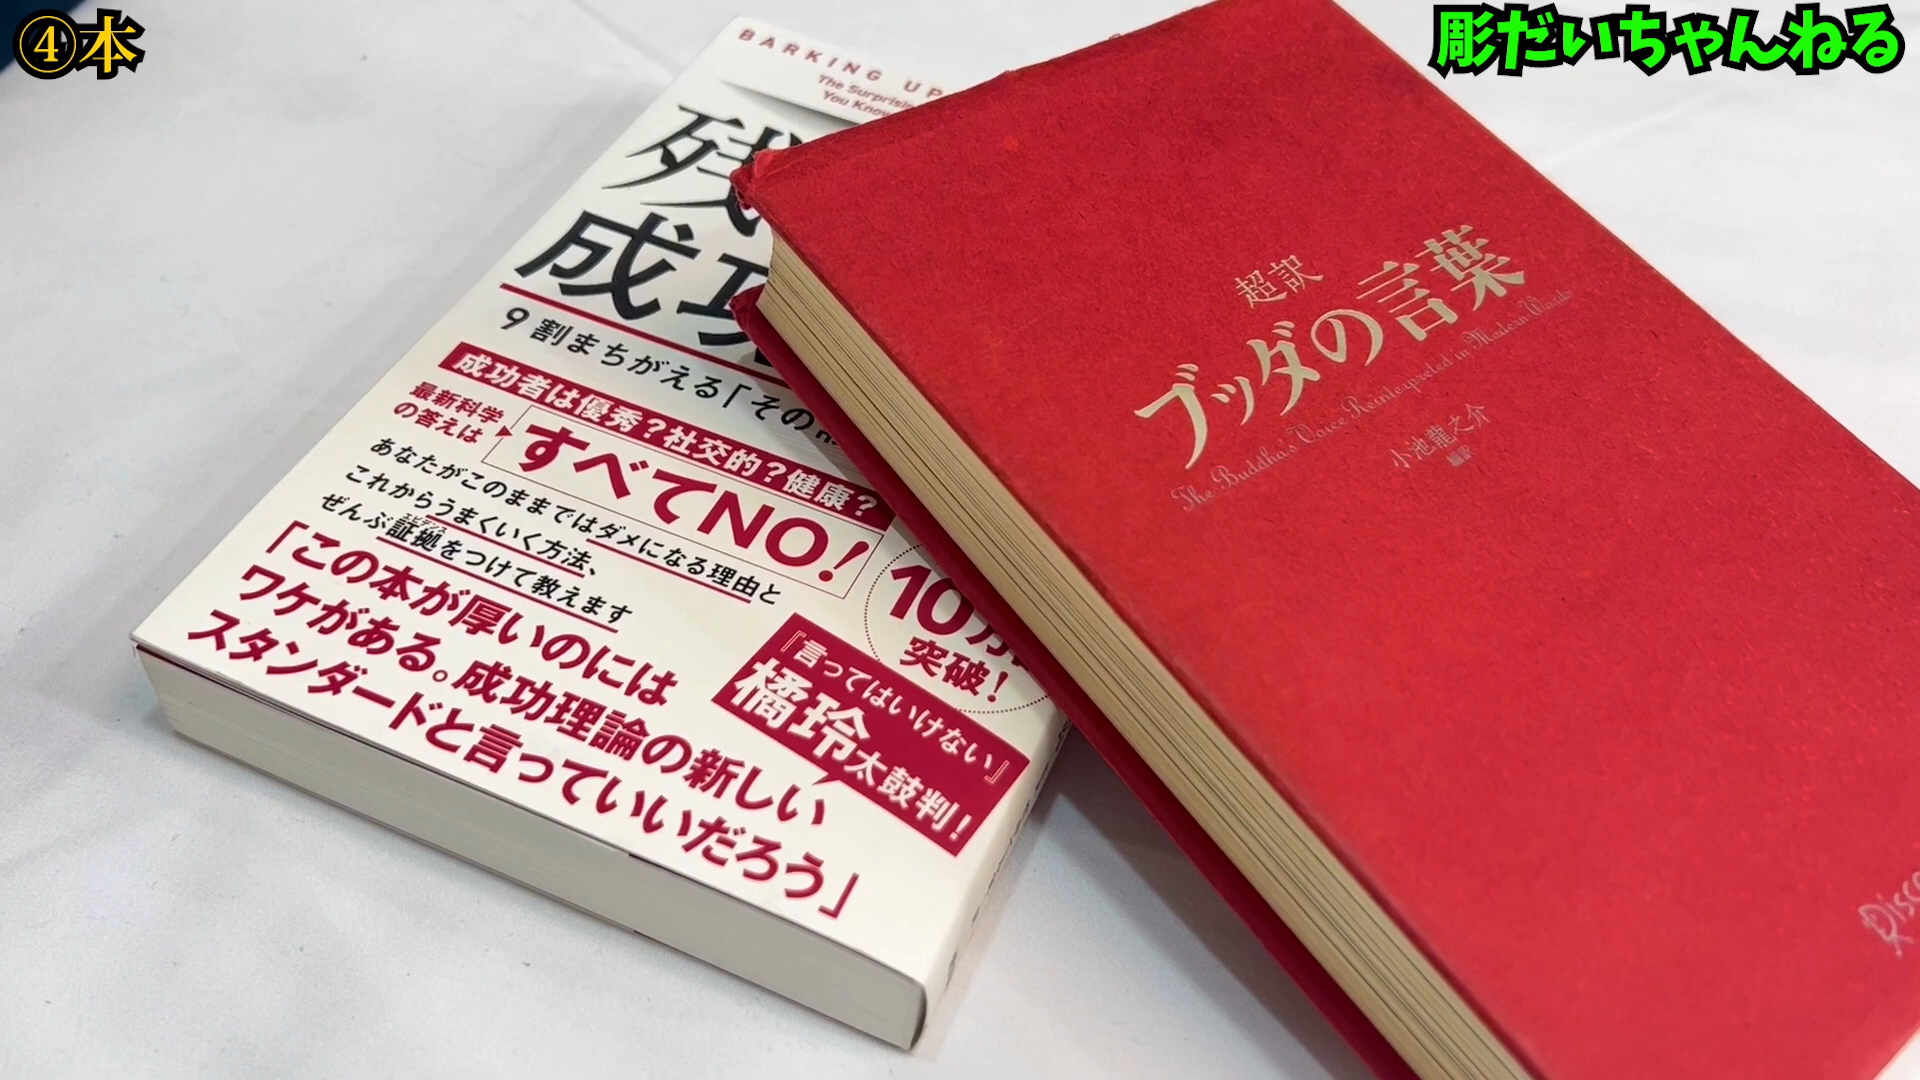 ④本
彫だいちゃんねる
BARKING UP
The Surprising
You Know
残
成功
9割まちがえる「その
成功者は優秀？社交的？健康？
最新科学
の答えは
すべてNO！
あなたがこのままではダメになる理由と
これからうまくいく方法、
ぜんぶ証拠をつけて教えます
エビデンス
10万
突破！
「この本が厚いのには
ワケがある。成功理論の新しい
スタンダードと言っていいだろう」
『言ってはいけない』
橘玲太鼓判！
超訳
ブッダの言葉
The Buddha's Voice Reinterpreted in Modern Words
小池龍之介
編訳
Disco